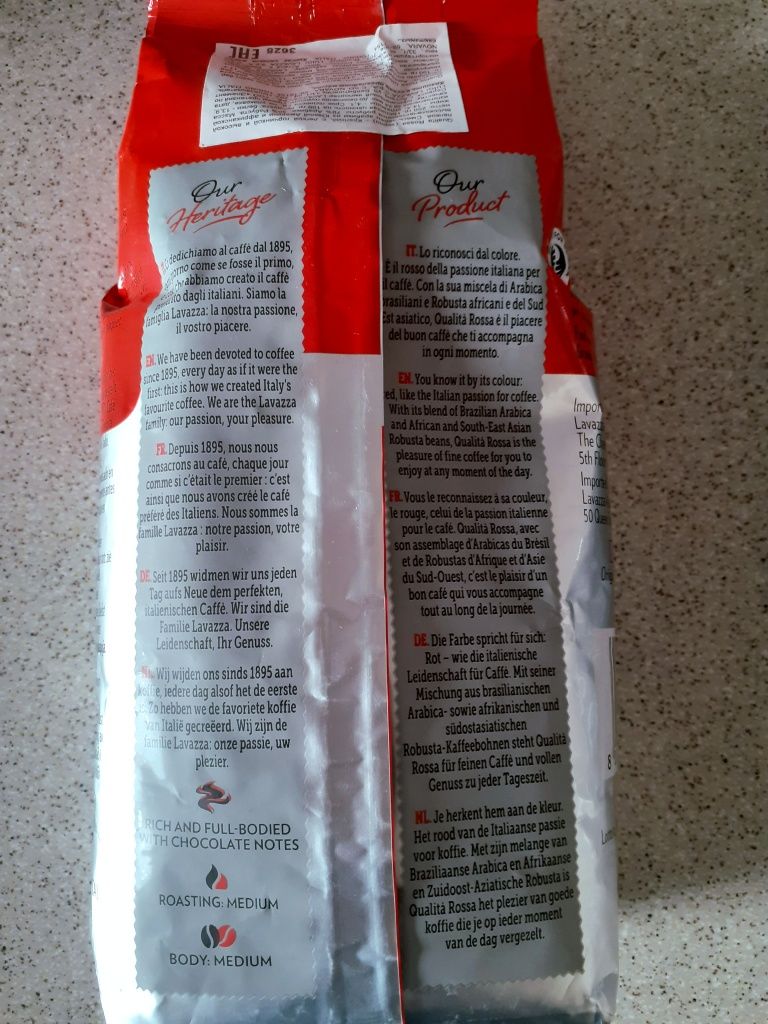 3628 EAC
Our
Heritage
dedichiamo al caffè dal 1895,
come se fosse il primo,
abbiamo creato il caffè
dagli italiani. Siamo la
famiglia Lavazza: la nostra passione,
il vostro piacere.
EN. We have been devoted to coffee
since 1895, every day as if it were the
first: this is how we created Italy's
favourite coffee. We are the Lavazza
family: our passion, your pleasure.
FR. Depuis 1895, nous nous
consacrons au café, chaque jour
comme si c'était le premier : c'est
ainsi que nous avons créé le café
préféré des Italiens. Nous sommes la
famille Lavazza : notre passion, votre
plaisir.
DE. Seit 1895 widmen wir uns jeden
Tag aufs Neue dem perfekten,
italienischen Caffè. Wir sind die
Familie Lavazza. Unsere
Leidenschaft, Ihr Genuss.
NL. Wij wijden ons sinds 1895 aan
koffie, iedere dag alsof het de eerste
Zo hebben we de favoriete koffie
van Italië gecreëerd. Wij zijn de
familie Lavazza: onze passie, uw
plezier.
RICH AND FULL-BODIED
WITH CHOCOLATE NOTES
ROASTING: MEDIUM
BODY: MEDIUM
Our
Product
IT. Lo riconosci dal colore.
È il rosso della passione italiana per
il caffè. Con la sua miscela di Arabica
brasiliani e Robusta africani e del Sud
Est asiatico, Qualità Rossa è il piacere
del buon caffè che ti accompagna
in ogni momento.
EN. You know it by its colour:
red, like the Italian passion for coffee.
With its blend of Brazilian Arabica
and African and South-East Asian
Robusta beans, Qualità Rossa is the
pleasure of fine coffee for you to
enjoy at any moment of the day.
FR. Vous le reconnaissez à sa couleur,
le rouge, celui de la passion italienne
pour le café. Qualità Rossa, avec
son assemblage d'Arabicas du Brésil
et de Robustas d'Afrique et d'Asie
du Sud-Ouest, c'est le plaisir d'un
bon café qui vous accompagne
tout au long de la journée.
DE. Die Farbe spricht für sich:
Rot – wie die italienische
Leidenschaft für Caffè. Mit seiner
Mischung aus brasilianischen
Arabica- sowie afrikanischen und
südostasiatischen
Robusta-Kaffeebohnen steht Qualità
Rossa für feinen Caffè und vollen
Genuss zu jeder Tageszeit.
NL. Je herkent hem aan de kleur.
Het rood van de Italiaanse passie
voor koffie. Met zijn melange van
Braziliaanse Arabica en Afrikaanse
en Zuidoost-Aziatische Robusta is
Qualità Rossa het plezier van goede
koffie die je op ieder moment
van de dag vergezelt.
Impor
Lavaz
The C
5th Fl
Importe
Lavazz
50 Quee